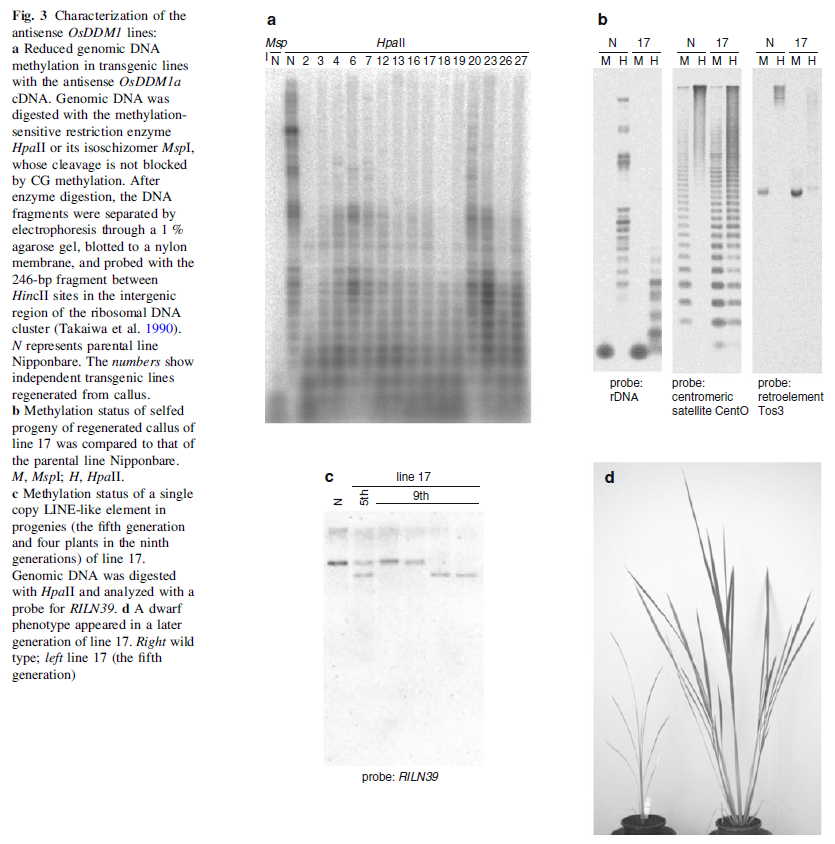 Fig. 3 Characterization of the
antisense OsDDM1 lines:
a Reduced genomic DNA
methylation in transgenic lines
with the antisense OsDDM1a
cDNA. Genomic DNA was
digested with the methylation-
sensitive restriction enzyme
HpaII or its isoschizomer MspI,
whose cleavage is not blocked
by CG methylation. After
enzyme digestion, the DNA
fragments were separated by
electrophoresis through a 1 %
agarose gel, blotted to a nylon
membrane, and probed with the
246-bp fragment between
HincII sites in the intergenic
region of the ribosomal DNA
cluster (Takaiwa et al. 1990).
N represents parental line
Nipponbare. The numbers show
independent transgenic lines
regenerated from callus.
b Methylation status of selfed
progeny of regenerated callus of
line 17 was compared to that of
the parental line Nipponbare.
M, MspI; H, HpaII.
c Methylation status of a single
copy LINE-like element in
progenies (the fifth generation
and four plants in the ninth
generations) of line 17.
Genomic DNA was digested
with HpaII and analyzed with a
probe for RILN39. d A dwarf
phenotype appeared in a later
generation of line 17. Right wild
type; left line 17 (the fifth
generation)
a
Msp HpaII
I N N 2 3 4 6 7 12 13 16 17 18 19 20 23 26 27
b
N 17 N 17 N 17
M H M H M H M H M H M H
probe: probe: probe:
rDNA centromeric retroelement
satellite CentO Tos3
c
line 17
N 5th 9th
probe: RILN39
d